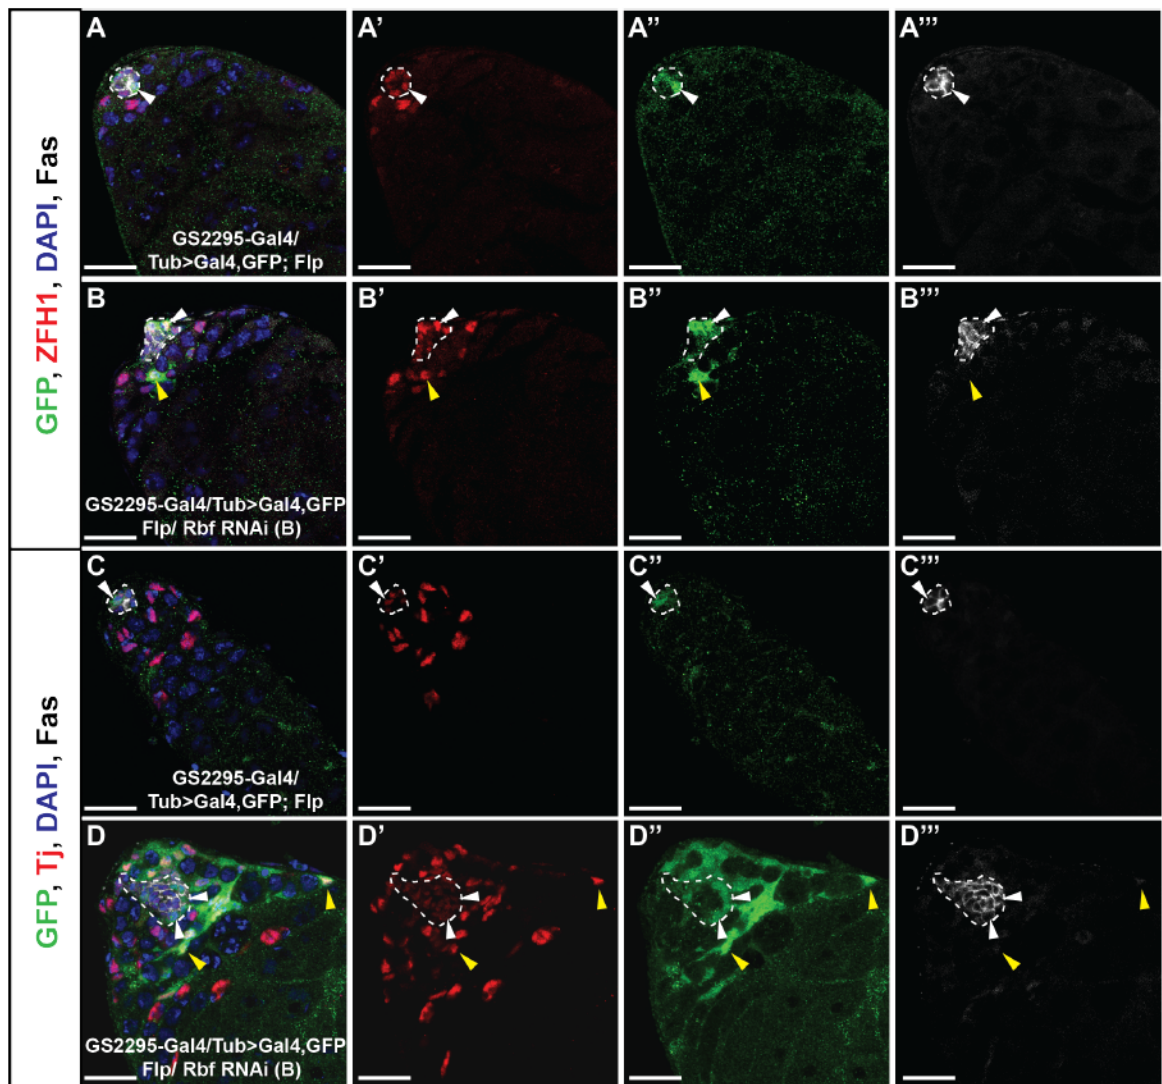 GFP, ZFH1, DAPI, Fas
A
A’
A’’
A’’’
GS2295-Gal4/
Tub>Gal4,GFP; Flp
B
B’
B’’
B’’’
GS2295-Gal4/Tub>Gal4,GFP
Flp/ Rbf RNAi (B)
GFP, Tj, DAPI, Fas
C
C’
C’’
C’’’
GS2295-Gal4/
Tub>Gal4,GFP; Flp
D
D’
D’’
D’’’
GS2295-Gal4/Tub>Gal4,GFP
Flp/ Rbf RNAi (B)